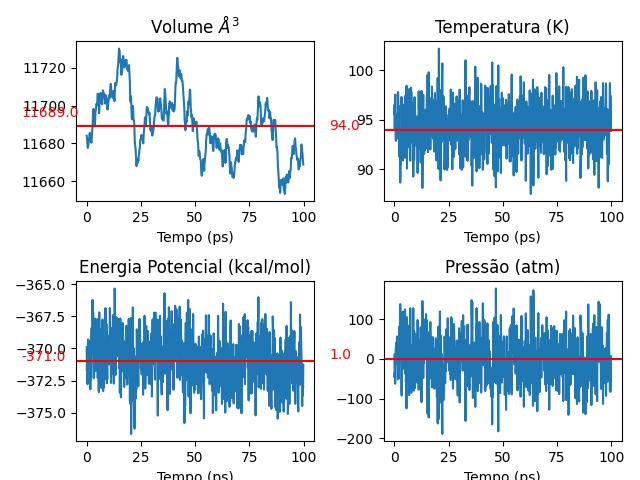 Volume Å³
11720
11700
11689.0
11680
11660
0 25 50 75 100
Tempo (ps)
Temperatura (K)
100
95
94.0
90
0 25 50 75 100
Tempo (ps)
Energia Potencial (kcal/mol)
−365.0
−367.5
−370.0
−371.0
−372.5
−375.0
0 25 50 75 100
Tempo (ps)
Pressão (atm)
100
1.0
0
−100
−200
0 25 50 75 100
Tempo (ps)